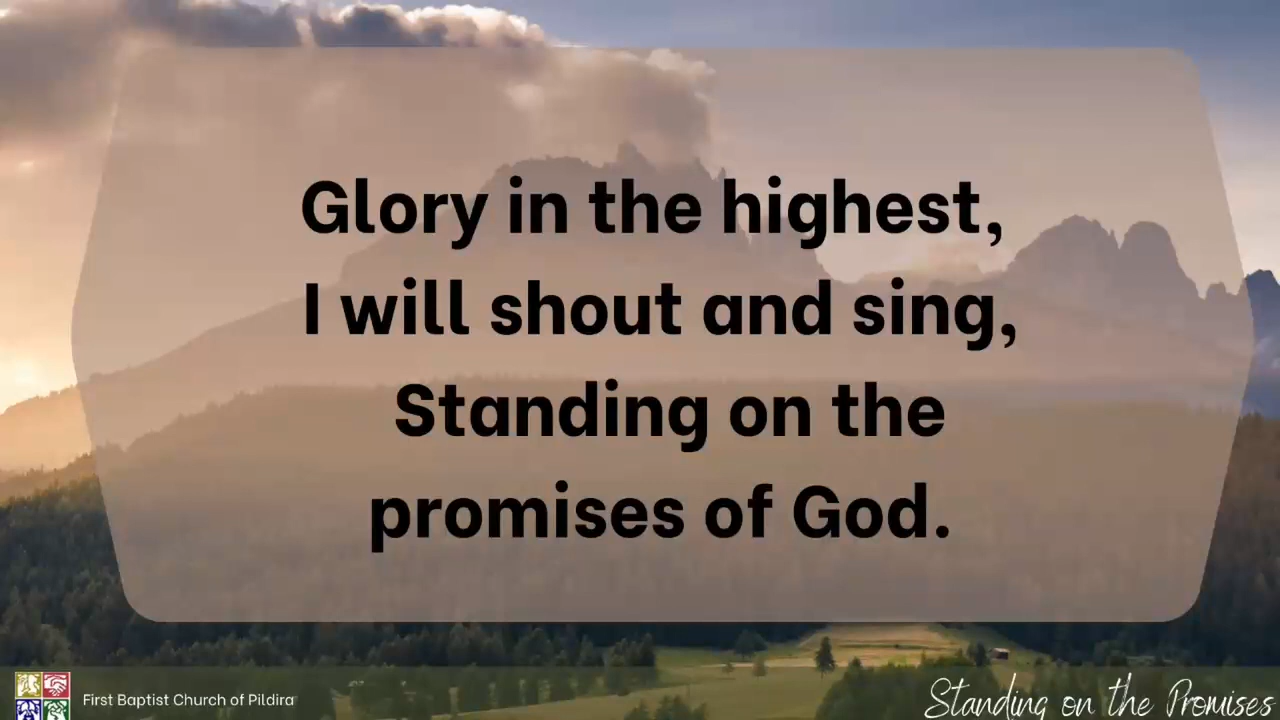 Glory in the highest,
I will shout and sing,
Standing on the
promises of God.
First Baptist Church of Pildira
Standing on the Promises